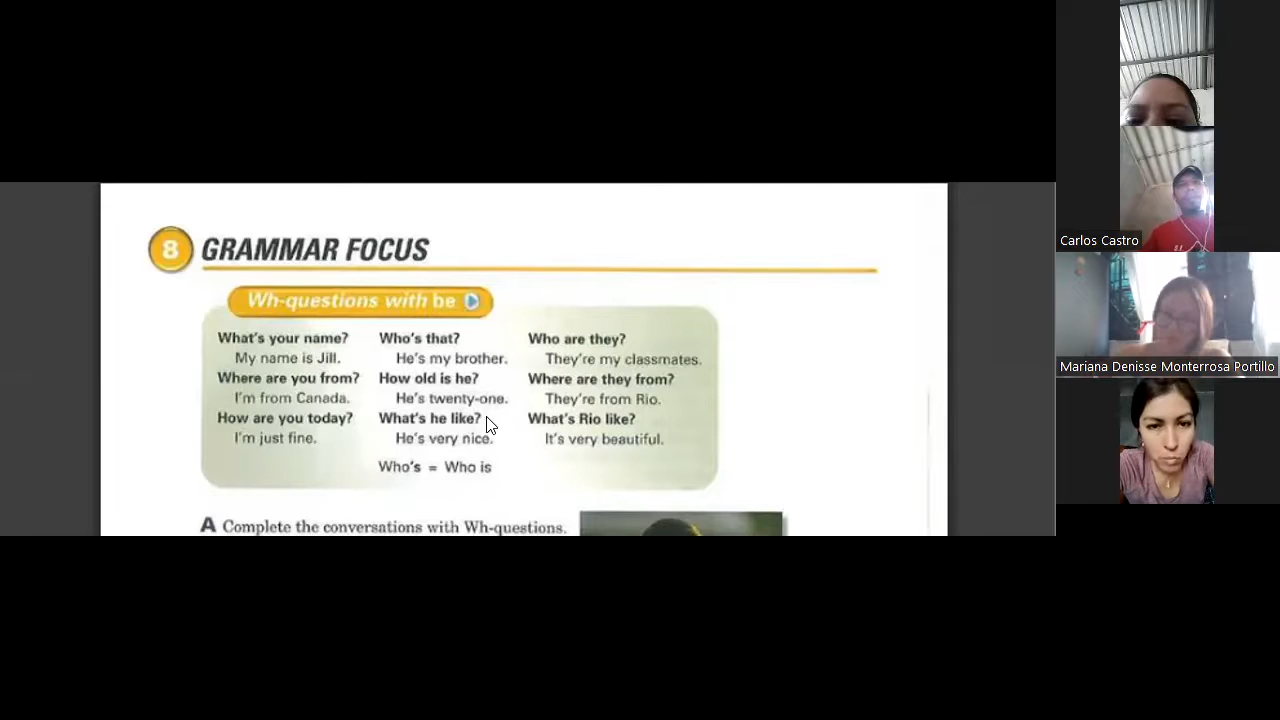 8 GRAMMAR FOCUS
Wh-questions with be
What's your name?
My name is Jill.
Where are you from?
I'm from Canada.
How are you today?
I'm just fine.
Who's that?
He's my brother.
How old is he?
He's twenty-one.
What's he like?
He's very nice.
Who's = Who is
Who are they?
They're my classmates.
Where are they from?
They're from Rio.
What's Rio like?
It's very beautiful.
A Complete the conversations with Wh-questions.
Carlos Castro
Mariana Denisse Monterrosa Portillo